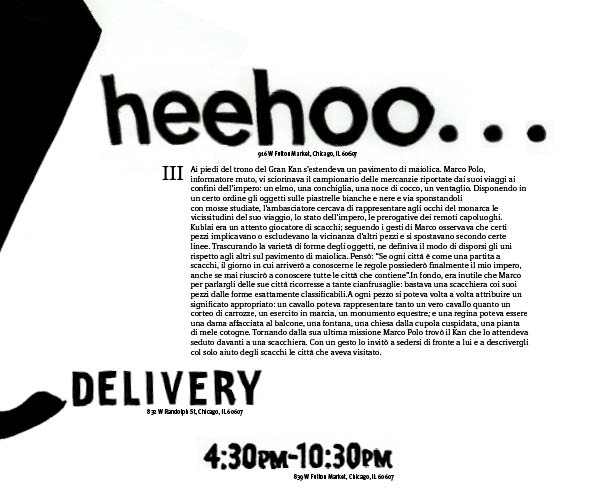 heehoo...
916 W Fulton Market, Chicago, IL 60607
III
Ai piedi del trono del Gran Kan s'estendeva un pavimento di maiolica. Marco Polo,
informatore muto, vi sciorinava il campionario delle mercanzie riportate dai suoi viaggi ai
confini dell'impero: un elmo, una conchiglia, una noce di cocco, un ventaglio. Disponendo in
un certo ordine gli oggetti sulle piastrelle bianche e nere e via sponstandoli
con mosse studiate, l'ambasciatore cercava di rappresentare agli occhi del monarca le
vicissitudini del suo viaggio, lo stato dell'impero, le prerogative dei remoti capoluoghi.
Kublai era un attento giocatore di scacchi; seguendo i gesti di Marco osservava che certi
pezzi implicavano o escludevano la vicinanza d'altri pezzi e si spostavano secondo certe
linee. Trascurando la varietà di forme degli oggetti, ne definiva il modo di disporsi gli uni
rispetto agli altri sul pavimento di maiolica. Pensò: "Se ogni città è come una partita a
scacchi, il giorno in cui arriverò a conoscerne le regole possiederò finalmente il mio impero,
anche se mai riuscirò a conoscere tutte le città che contiene".In fondo, era inutile che Marco
per parlargli delle sue città ricorresse a tante cianfrusaglie: bastava una scacchiera coi suoi
pezzi dalle forme esattamente classificabili.A ogni pezzo si poteva volta a volta attribuire un
significato appropriato: un cavallo poteva rappresentare tanto un vero cavallo quanto un
corteo di carrozze, un esercito in marcia, un monumento equestre; e una regina poteva essere
una dama affacciata al balcone, una fontana, una chiesa dalla cupola cuspidata, una pianta
di mele cotogne. Tornando dalla sua ultima missione Marco Polo trovò il Kan che lo attendeva
seduto davanti a una scacchiera. Con un gesto lo invitò a sedersi di fronte a lui e a descrivergli
col solo aiuto degli scacchi le città che aveva visitato.
DELIVERY
832 W Randolph St, Chicago, IL 60607
4:30PM-10:30PM
839 W Fulton Market, Chicago, IL 60607